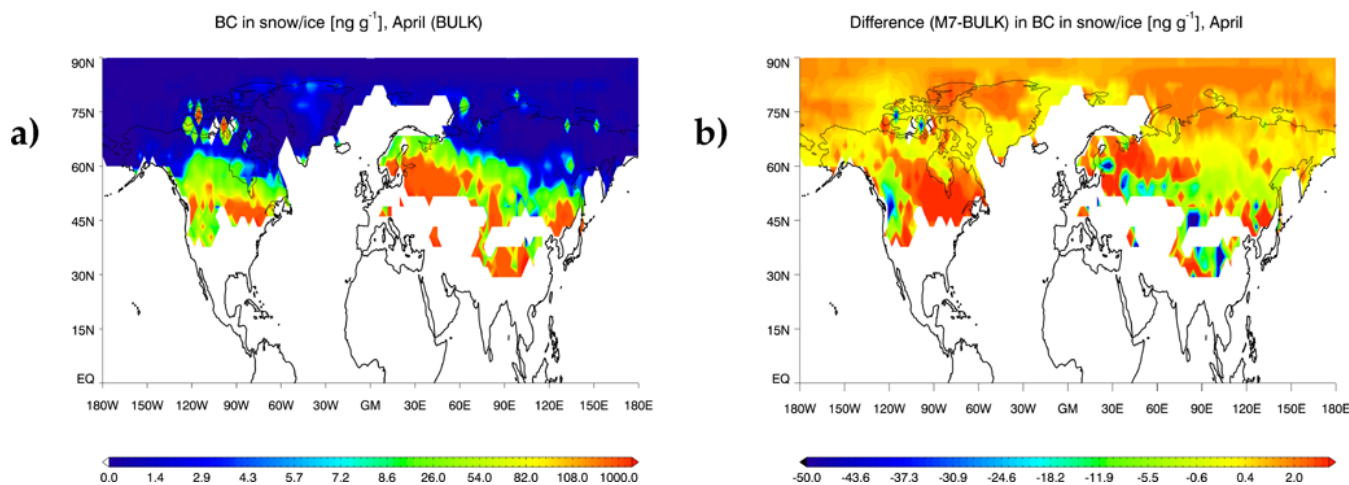 BC in snow/ice [ng g⁻¹], April (BULK)
a)
90N
75N
60N
45N
30N
15N
EQ
180W 120W 90W 60W 30W GM 30E 60E 90E 120E 180E
0.0 1.4 2.9 4.3 5.7 7.2 8.6 26.0 54.0 82.0 108.0 1000.0
Difference (M7-BULK) in BC in snow/ice [ng g⁻¹], April
b)
90N
75N
60N
45N
30N
15N
EQ
180W 120W 90W 60W 30W GM 30E 60E 90E 120E 180E
-50.0 -43.6 -37.3 -30.9 -24.6 -18.2 -11.9 -5.5 -0.6 0.4 2.0